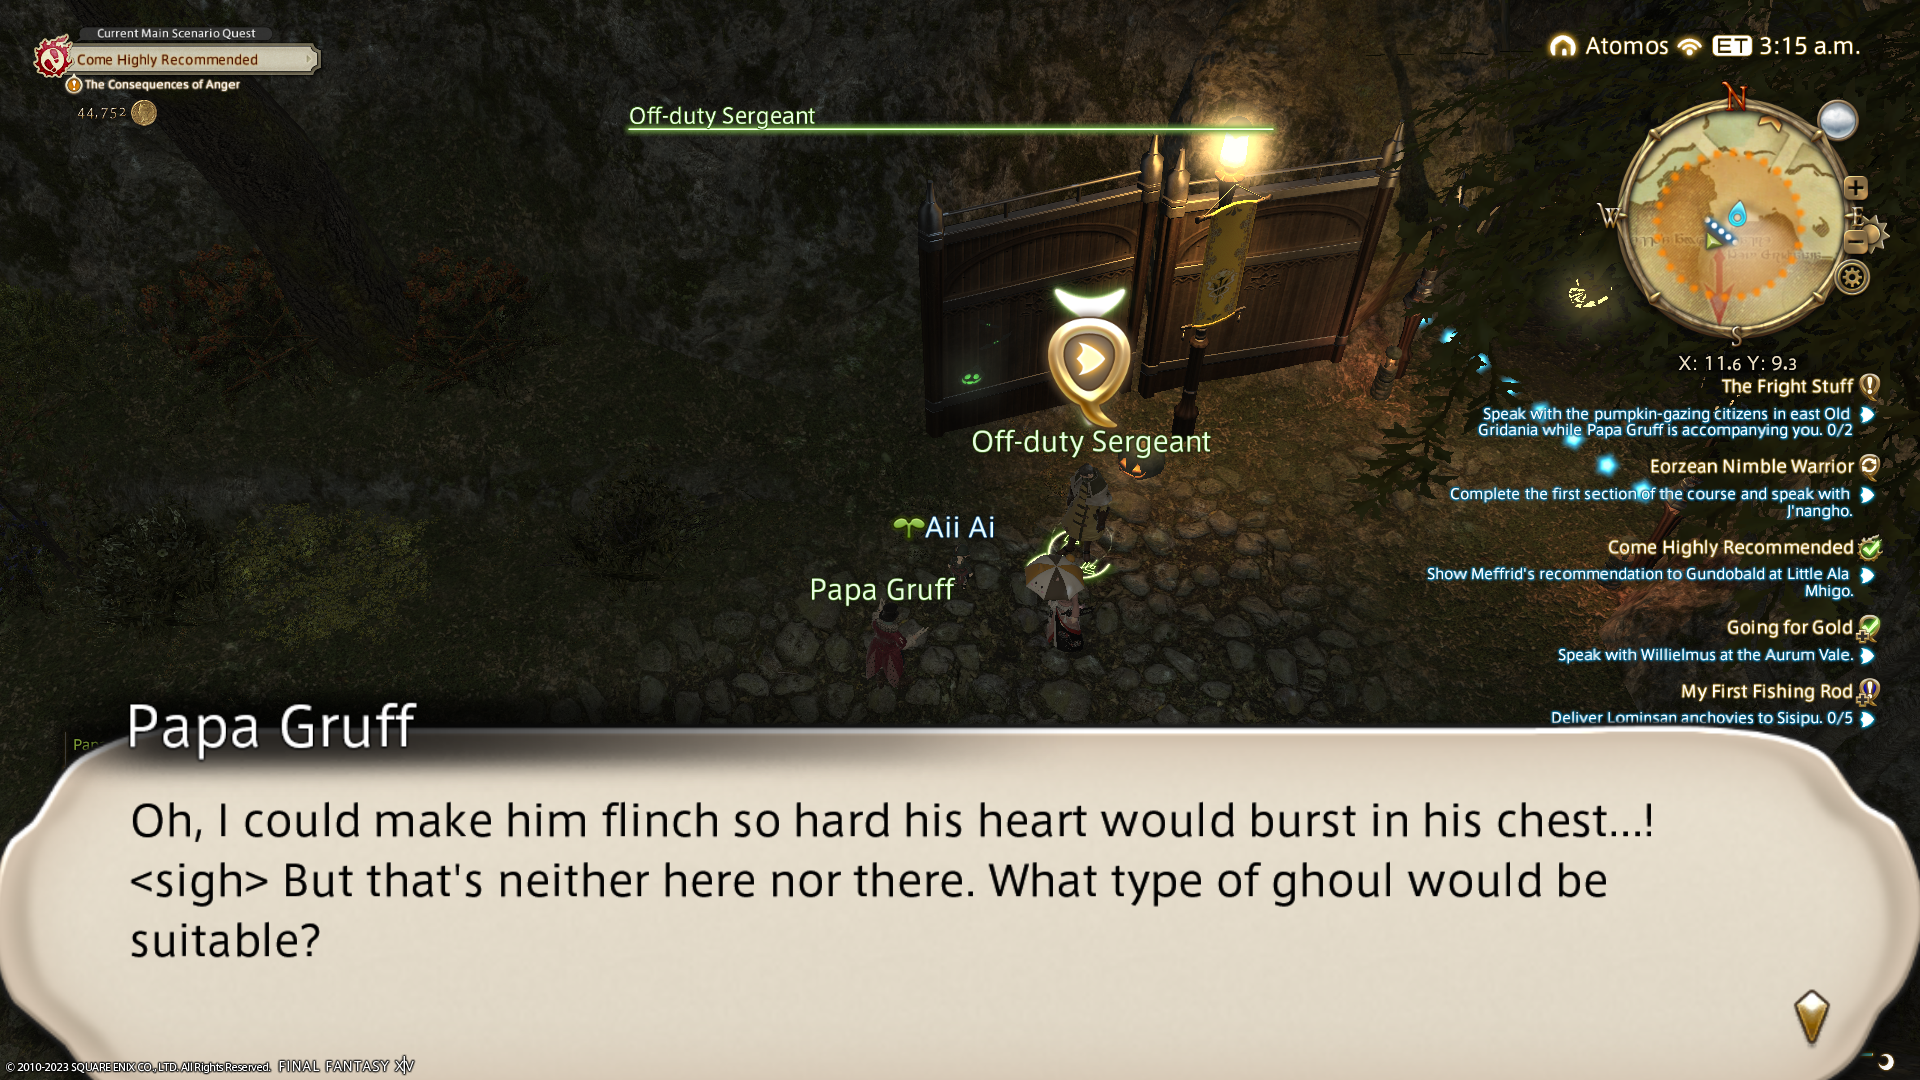 Current Main Scenario Quest
Come Highly Recommended
The Consequences of Anger
44,752
Off-duty Sergeant
Atomos ET 3:15 a.m.
N
W
E
S
X: 11.6 Y: 9.3
The Fright Stuff
Speak with the pumpkin-gazing citizens in east Old
Gridania while Papa Gruff is accompanying you. 0/2
Eorzean Nimble Warrior
Complete the first section of the course and speak with
J'nangho.
Come Highly Recommended
Show Meffrid's recommendation to Gundobald at Little Ala
Mhigo.
Going for Gold
Speak with Willielmus at the Aurum Vale.
My First Fishing Rod
Deliver Lominsan anchovies to Sisipu. 0/5
Off-duty Sergeant
Aii Ai
Papa Gruff
Papa Gruff
Oh, I could make him flinch so hard his heart would burst in his chest...!
<sigh> But that's neither here nor there. What type of ghoul would be
suitable?
© 2010-2023 SQUARE ENIX CO., LTD. All Rights Reserved. FINAL FANTASY XIV